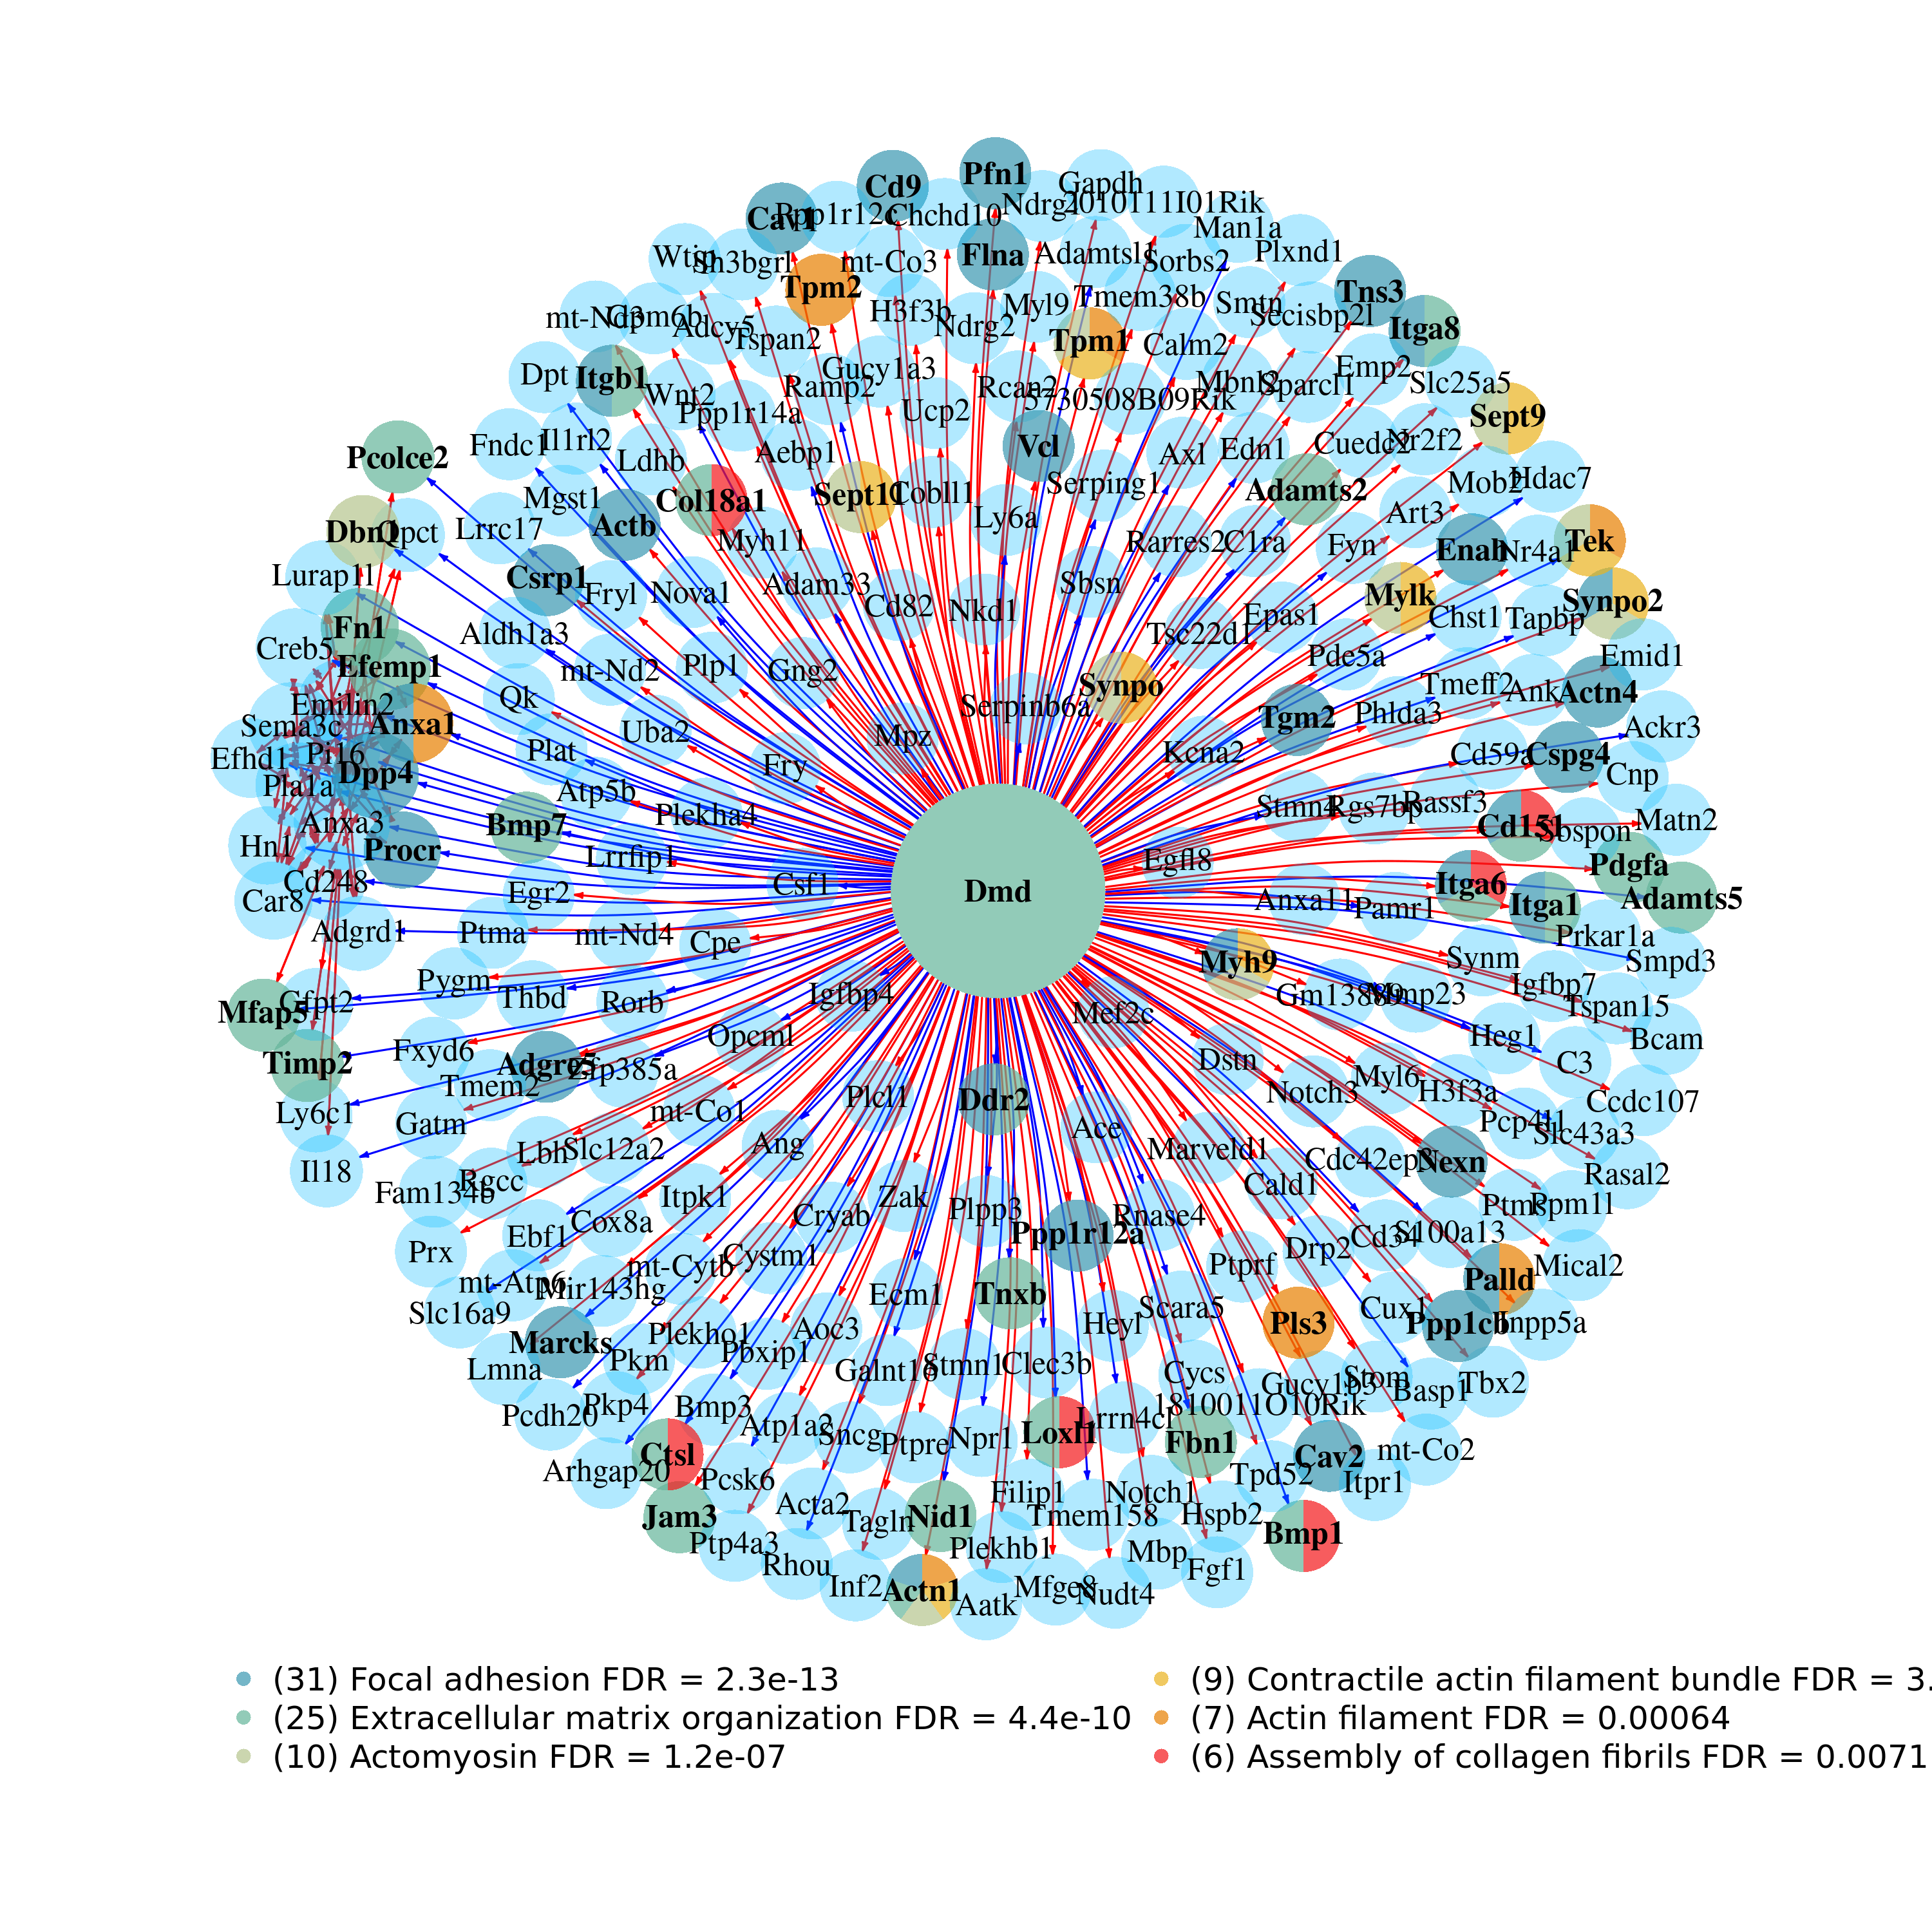 Pfn1
Cd9
Gapdh
Cav1
Ppp1r12c
Chchd10
Ndrg1
2010111I01Rik
Man1a
Wtip
Sh3bgrl
mt-Co3
Flna
Adamtsl1
Sorbs2
Plxnd1
Tpm2
Myl9
Tmem38b
Smtn
Tns3
mt-Nd3
Gpm6b
Adcy5
Tspan2
H3f3b
Ndrg2
Tpm1
Calm2
Secisbp2l
Itga8
Dpt
Itgb1
Wnt2
Ramp2
Gucy1a3
Rcan2
Mbnl2
Sparcl1
Emp2
Slc25a5
Ppp1r14a
Ucp2
5730508B09Rik
Sept9
Fndc1
Il1rl2
Ldhb
Aebp1
Vcl
Axl
Edn1
Cuedc2
Nr2f2
Pcolce2
Mgst1
Col18a1
Sept11
Cobll1
Serping1
Adamts2
Mob2
Hdac7
Dbn1
Qpct
Lrrc17
Actb
Myh11
Ly6a
Rarres2
C1ra
Fyn
Art3
Enah
Nr4a1
Tek
Lurap1l
Csrp1
Fryl
Nova1
Adam33
Cd82
Nkd1
Sbsn
Epas1
Mylk
Chst1
Tapbp
Synpo2
Fn1
Creb5
Aldh1a3
Tsc22d1
Efemp1
mt-Nd2
Plp1
Gng2
Synpo
Pde5a
Emid1
Emilin2
Sema3c
Anxa1
Qk
Uba2
Mpz
Serpinb6a
Tgm2
Phlda3
Tmeff2
Ank
Actn4
Ackr3
Efhd1
Pi16
Dpp4
Plat
Fry
Kcna2
Cd59a
Cspg4
Cnp
Pla1a
Atp5b
Plekha4
Stmn4
Rgs7bp
Rassf3
Anxa3
Bmp7
Cd151
Sbspon
Matn2
Hn1
Procr
Lrrfip1
Csf1
Dmd
Egfl8
Itga6
Pdgfa
Cd248
Car8
Egr2
Anxa11
Pamr1
Itga1
Adamts5
Adgrd1
Ptma
mt-Nd4
Cpe
Myh9
Synm
Prkar1a
Smpd3
Mfap5
Gfpt2
Pygm
Thbd
Rorb
Igfbp4
Mef2c
Gm13889
Mmp23
Igfbp7
Tspan15
Timp2
Fxyd6
Adgre5
Zfp385a
Opcml
Dstn
Heg1
C3
Bcam
Ly6c1
Tmem2
Gatm
mt-Co1
Plcl1
Ddr2
Ace
Notch3
Myl6
H3f3a
Pcp4l1
Ccdc107
Il18
Lbh
Slc12a2
Ang
Marveld1
Cdc42ep3
Nexn
Slc43a3
Rasal2
Fam134b
Rgcc
Itpk1
Zak
Cald1
Ptms
Ppm1l
Prx
Ebf1
Cox8a
Cryab
Plpp3
Ppp1r12a
Rnase4
Drp2
Cd34
S100a13
mt-Atp6
Mir143hg
mt-Cytb
Cystm1
Ecm1
Tnxb
Ptprf
Palld
Mical2
Slc16a9
Marcks
Plekho1
Aoc3
Heyl
Scara5
Pls3
Cux1
Ppp1cb
Inpp5a
Lmna
Pkm
Pbxip1
Galnt16
Stmn1
Clec3b
Cycs
Gucy1b3
Stom
Basp1
Tbx2
Pcdh20
Pkp4
Bmp3
Atp1a2
Sncg
Ptpre
Npr1
Loxl1
Lrrn4cl
1810011O10Rik
Fbn1
Arhgap20
Ctsl
Pcsk6
Filip1
Notch1
Tpd52
Cav2
mt-Co2
Itpr1
Jam3
Acta2
Tagln
Nid1
Tmem158
Hspb2
Bmp1
Ptp4a3
Rhou
Plekhb1
Mbp
Fgf1
Inf2
Actn1
Aatk
Mfge8
Nudt4
(31) Focal adhesion FDR = 2.3e-13
(25) Extracellular matrix organization FDR = 4.4e-10
(10) Actomyosin FDR = 1.2e-07
(9) Contractile actin filament bundle FDR = 3.
(7) Actin filament FDR = 0.00064
(6) Assembly of collagen fibrils FDR = 0.0071